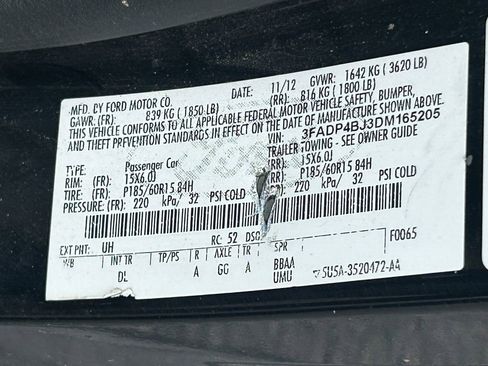 MFD. BY FORD MOTOR CO. DATE: 11/12 GVWR: 1642 KG ( 3620 LB)
GAWR: (FR): 839 KG ( 1850 LB) (RR): 816 KG ( 1800 LB)
THIS VEHICLE CONFORMS TO ALL APPLICABLE FEDERAL MOTOR VEHICLE SAFETY, BUMPER,
AND THEFT PREVENTION STANDARDS IN EFFECT ON THE DATE OF MANUFACTURE SHOWN ABOVE.
VIN: 3FADP4BJ3DM165205
TYPE: Passenger Car TRAILER TOWING - SEE OWNER GUIDE
RIM: (FR) 15X6.0J (RR): 15X6.0J
TIRE: (FR) P185/60R15 84H (RR): P185/60R15 84H
PRESSURE: (FR) 220 kPa/ 32 PSI COLD (RR): 220 kPa/ 32 PSI COLD
EXT PNT: UH RC: 52 DSO: F0065
WB INT TR TP/PS R AXLE TR SPR
DL A GG A BBAA
UMU 5U5A-3520472-AA